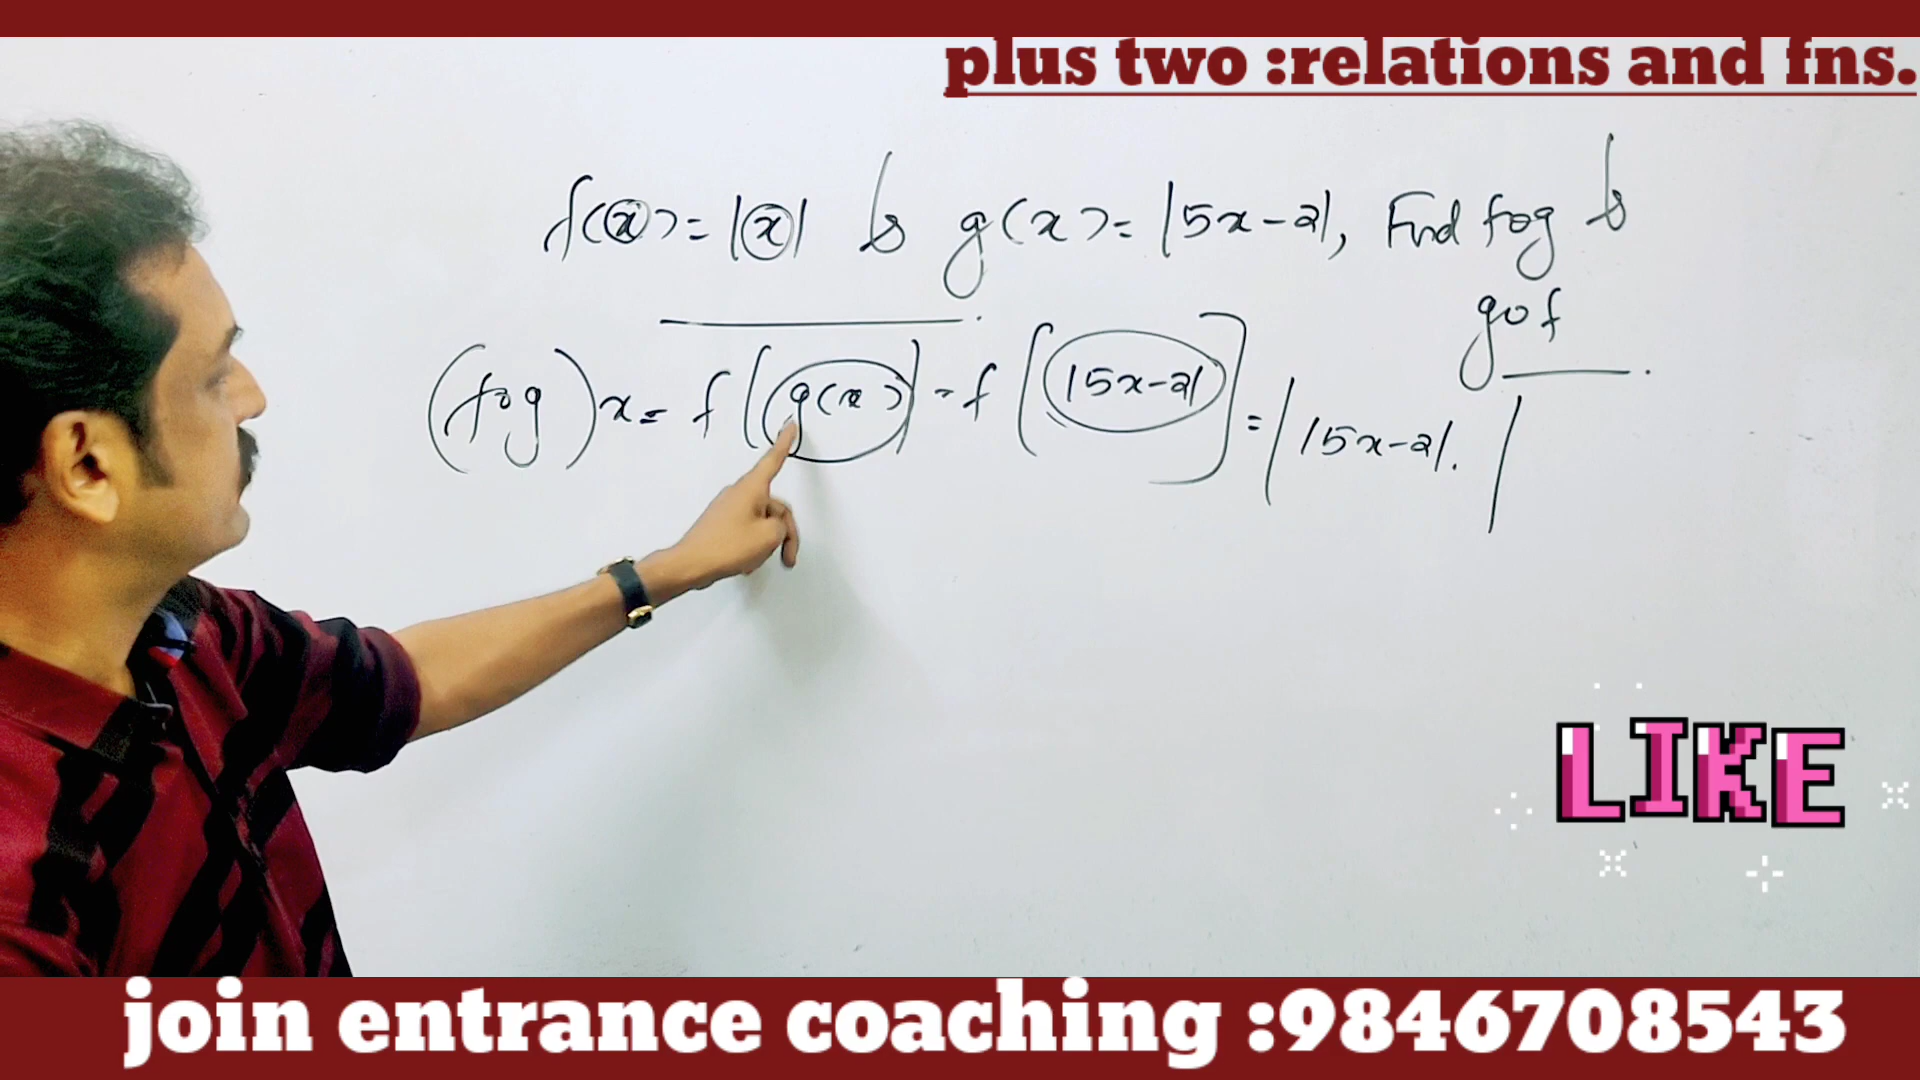 plus two :relations and fns.
f(x) = |x| & g(x) = |5x-2|, Find fog &
gof
(fog)x = f(g(x)) = f[|5x-2|] = ||5x-2|.|
LIKE
join entrance coaching :9846708543